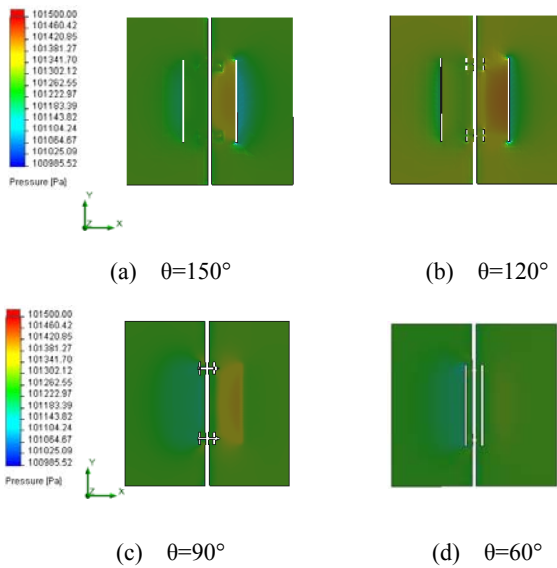 101500.00
101460.42
101420.85
101381.27
101341.70
101302.12
101262.55
101222.97
101183.39
101143.82
101104.24
101064.67
101025.09
100985.52
Pressure [Pa]
Y
Z
X
(a) θ=150°
(b) θ=120°
101500.00
101460.42
101420.85
101381.27
101341.70
101302.12
101262.55
101222.97
101183.39
101143.82
101104.24
101064.67
101025.09
100985.52
Pressure [Pa]
Y
Z
X
(c) θ=90°
(d) θ=60°